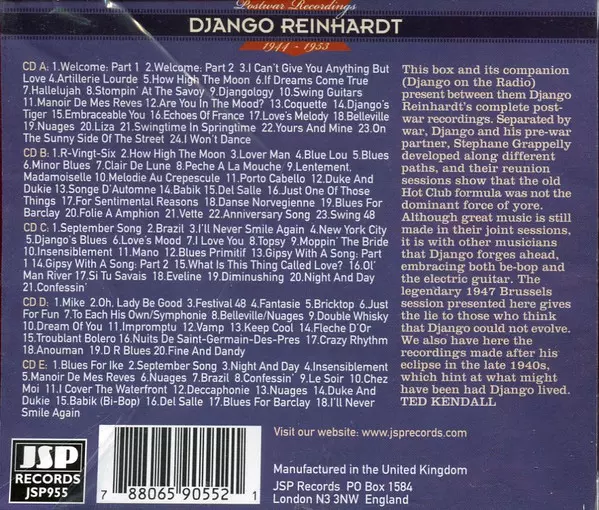 Postwar Recordings
DJANGO REINHARDT
1944 - 1953
CD A: 1.Welcome: Part 1 2.Welcome: Part 2 3.I Can't Give You Anything But
Love 4.Artillerie Lourde 5.How High The Moon 6.If Dreams Come True
7.Hallelujah 8.Stompin' At The Savoy 9.Djangology 10.Swing Guitars
11.Manoir De Mes Reves 12.Are You In The Mood? 13.Coquette 14.Django's
Tiger 15.Embraceable You 16.Echoes Of France 17.Love's Melody 18.Belleville
19.Nuages 20.Liza 21.Swingtime In Springtime 22.Yours And Mine 23.On
The Sunny Side Of The Street 24.I Won't Dance
CD B: 1.R-Vingt-Six 2.How High The Moon 3.Lover Man 4.Blue Lou 5.Blues
6.Minor Blues 7.Clair De Lune 8.Peche A La Mouche 9.Lentement,
Mademoiselle 10.Melodie Au Crepescule 11.Porto Cabello 12.Duke And
Dukie 13.Songe D'Automne 14.Babik 15.Del Salle 16.Just One Of Those
Things 17.For Sentimental Reasons 18.Danse Norvegienne 19.Blues For
Barclay 20.Folie A Amphion 21.Vette 22.Anniversary Song 23.Swing 48
CD C: 1.September Song 2.Brazil 3.I'll Never Smile Again 4.New York City
5.Django's Blues 6.Love's Mood 7.I Love You 8.Topsy 9.Moppin' The Bride
10.Insensiblement 11.Mano 12.Blues Primitif 13.Gipsy With A Song: Part
1 14.Gipsy With A Song: Part 2 15.What Is This Thing Called Love? 16.Ol'
Man River 17.Si Tu Savais 18.Eveline 19.Diminushing 20.Night And Day
21.Confessin'
CD D: 1.Mike 2.Oh, Lady Be Good 3.Festival 48 4.Fantasie 5.Bricktop 6.Just
For Fun 7.To Each His Own/Symphonie 8.Belleville/Nuages 9.Double Whisky
10.Dream Of You 11.Impromptu 12.Vamp 13.Keep Cool 14.Fleche D'Or
15.Troublant Bolero 16.Nuits De Saint-Germain-Des-Pres 17.Crazy Rhythm
18.Anouman 19.D R Blues 20.Fine And Dandy
CD E: 1.Blues For Ike 2.September Song 3.Night And Day 4.Insensiblement
5.Manoir De Mes Reves 6.Nuages 7.Brazil 8.Confessin' 9.Le Soir 10.Chez
Moi 11.I Cover The Waterfront 12.Deccaphonie 13.Nuages 14.Duke And
Dukie 15.Babik (Bi-Bop) 16.Del Salle 17.Blues For Barclay 18.I'll Never
Smile Again
This box and its companion
(Django on the Radio)
present between them Django
Reinhardt's complete post-
war recordings. Separated by
war, Django and his pre-war
partner, Stephane Grappelly
developed along different
paths, and their reunion
sessions show that the old
Hot Club formula was not the
dominant force of yore.
Although great music is still
made in their joint sessions,
it is with other musicians
that Django forges ahead,
embracing both be-bop and
the electric guitar. The
legendary 1947 Brussels
session presented here gives
the lie to those who think
that Django could not evolve.
We also have here the
recordings made after his
eclipse in the late 1940s,
which hint at what might
have been had Django lived.
TED KENDALL
JSP
RECORDS
JSP955
7 88065 90552 1
Visit our website: www.jsprecords.com
Manufactured in the United Kingdom
JSP Records PO Box 1584
London N3 3NW England